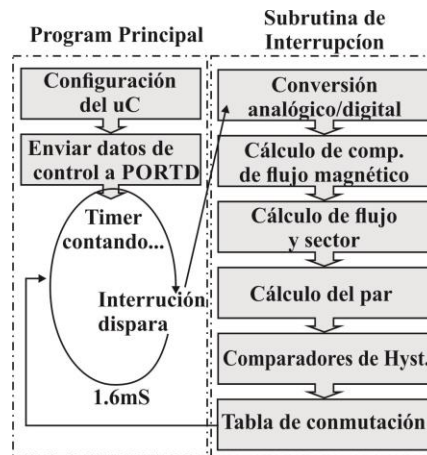 Program Principal
Configuración
del uC
Enviar datos de
control a PORTD
Timer
contando...
Interrución
dispara
1.6mS
Subrutina de
Interrupcíon
Conversión
analógico/digital
Cálculo de comp.
de flujo magnético
Cálculo de flujo
y sector
Cálculo del par
Comparadores de Hyst.
Tabla de conmutación